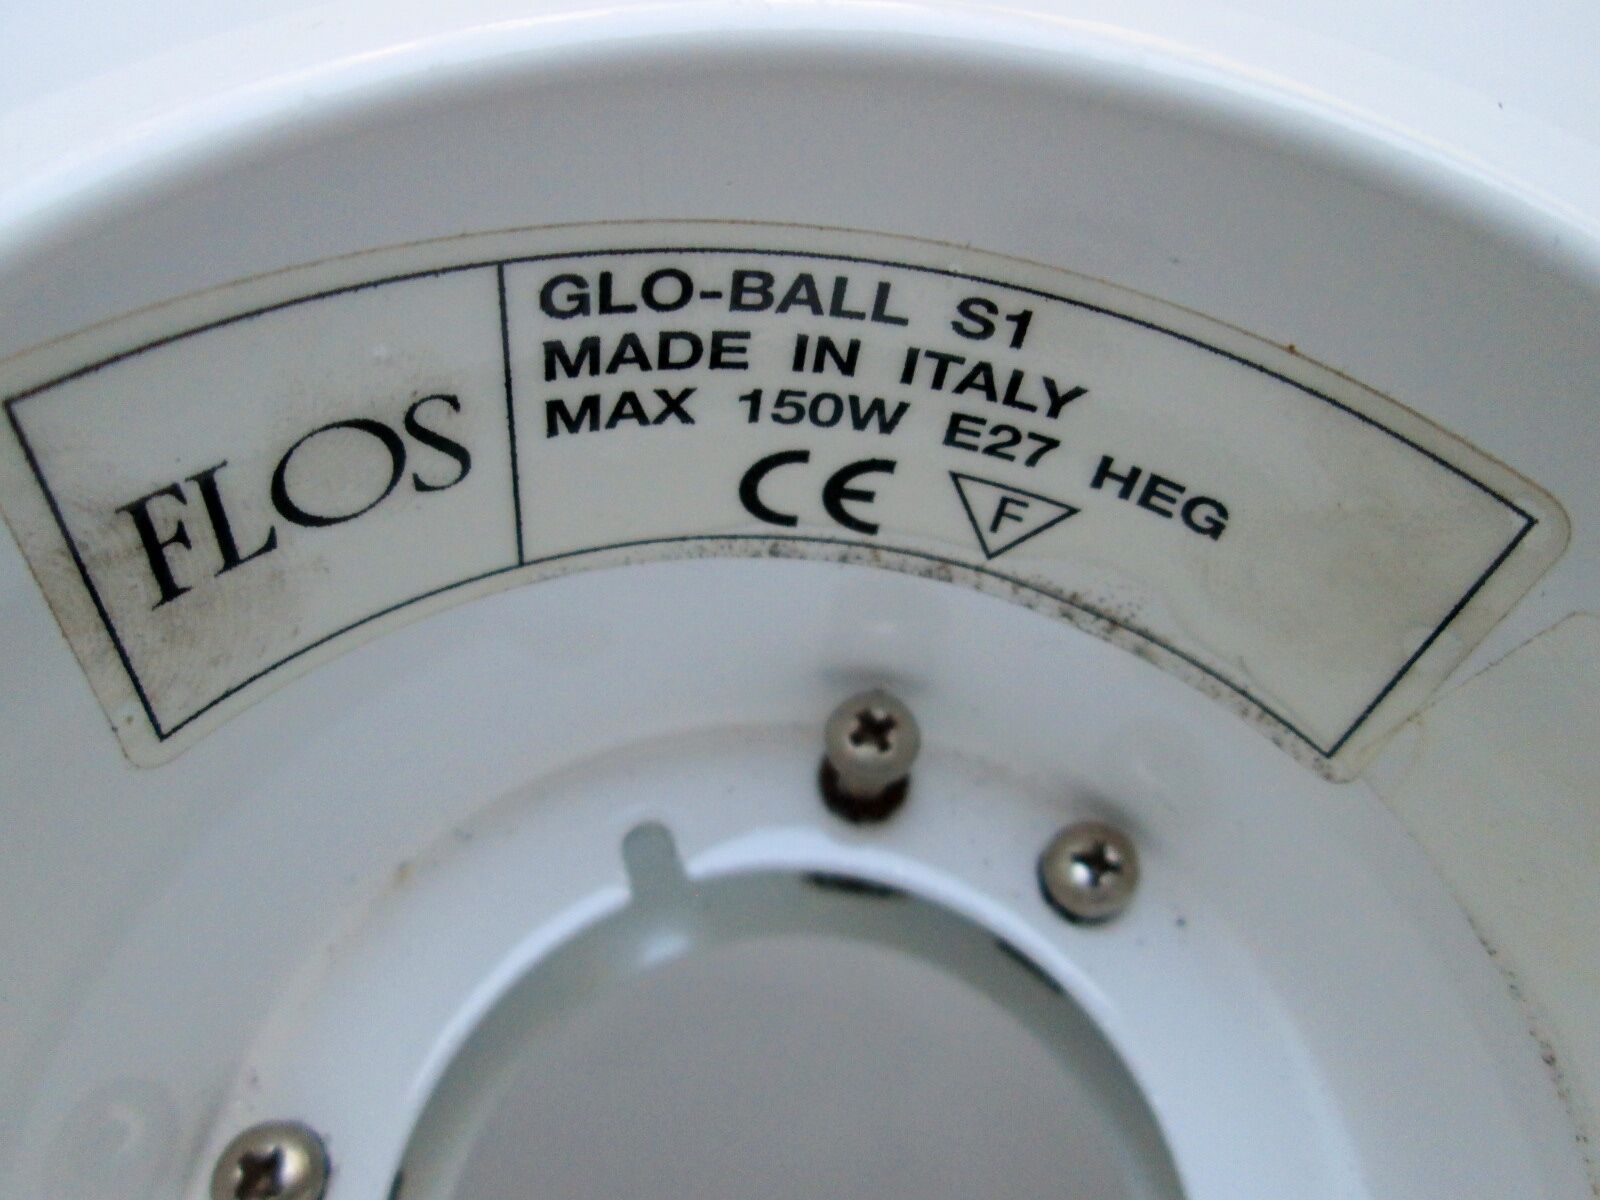 FLOS
GLO-BALL S1
MADE IN ITALY
MAX 150W E27 HEG
CE F